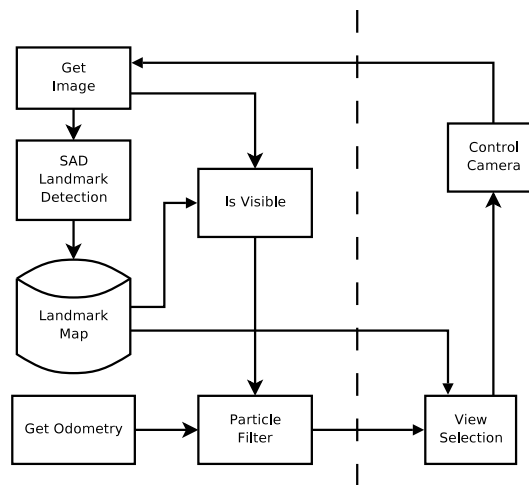 Get
Image
SAD
Landmark
Detection
Is Visible
Control
Camera
Landmark
Map
Get Odometry
Particle
Filter
View
Selection